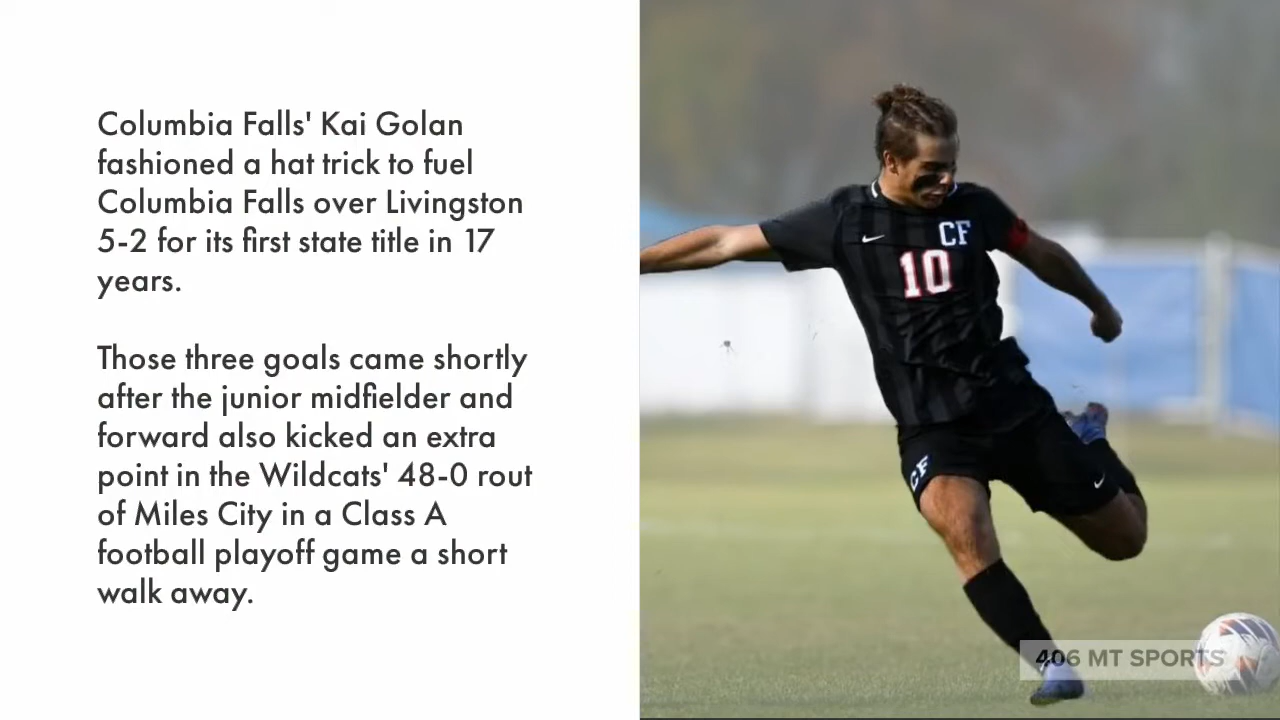 Columbia Falls' Kai Golan
fashioned a hat trick to fuel
Columbia Falls over Livingston
5-2 for its first state title in 17
years.
Those three goals came shortly
after the junior midfielder and
forward also kicked an extra
point in the Wildcats' 48-0 rout
of Miles City in a Class A
football playoff game a short
walk away.
CF
10
CF
406 MT SPORTS